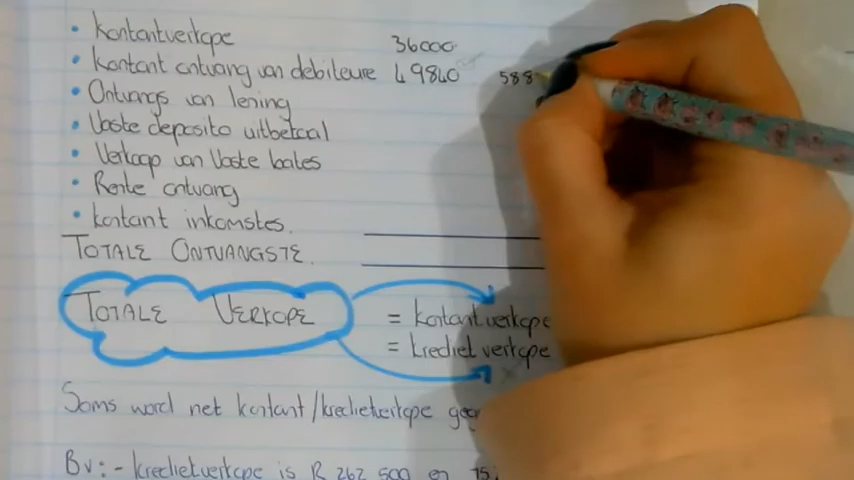 • Kontantverkope 36000
• Kontant ontvang van debiteure 49840 588
• Ontvangs van lening
• Vaste deposito uitbetaal
• Verkoop van Vaste bates
• Rente ontvang
• Kontant inkomstes.
TOTALE ONTVANGSTE.
TOTALE VERKOPE = kontantverkope
= krediet verkope
Soms word net kontant/kredietverkope
Bv:- kredietverkope is R 262 500 en 75